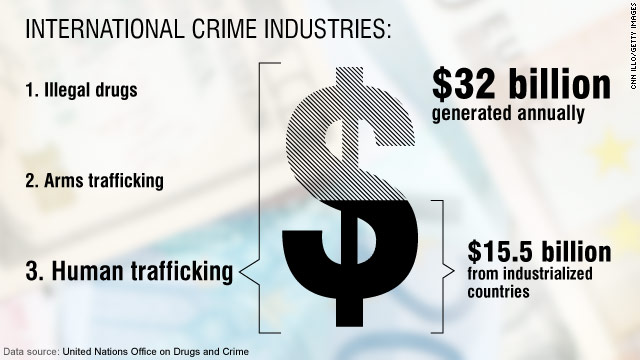 INTERNATIONAL CRIME INDUSTRIES:
1. Illegal drugs
2. Arms trafficking
3. Human trafficking
$
$32 billion
generated annually
$15.5 billion
from industrialized
countries
Data source: United Nations Office on Drugs and Crime
CNN ILLO/GETTY IMAGES